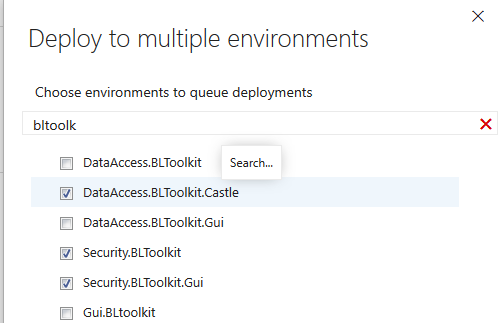 Deploy to multiple environments
Choose environments to queue deployments
bltoolk
DataAccess.BLToolkit
Search...
DataAccess.BLToolkit.Castle
DataAccess.BLToolkit.Gui
Security.BLToolkit
Security.BLToolkit.Gui
Gui.BLtoolkit